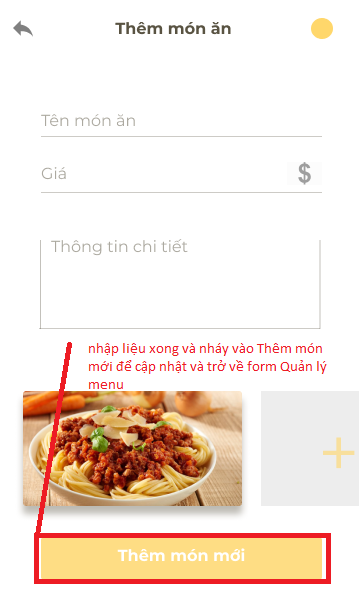 Thêm món ăn
Tên món ăn
Giá
$
Thông tin chi tiết
nhập liệu xong và nháy vào Thêm món
mới để cập nhật và trở về form Quản lý
menu
Thêm món mới